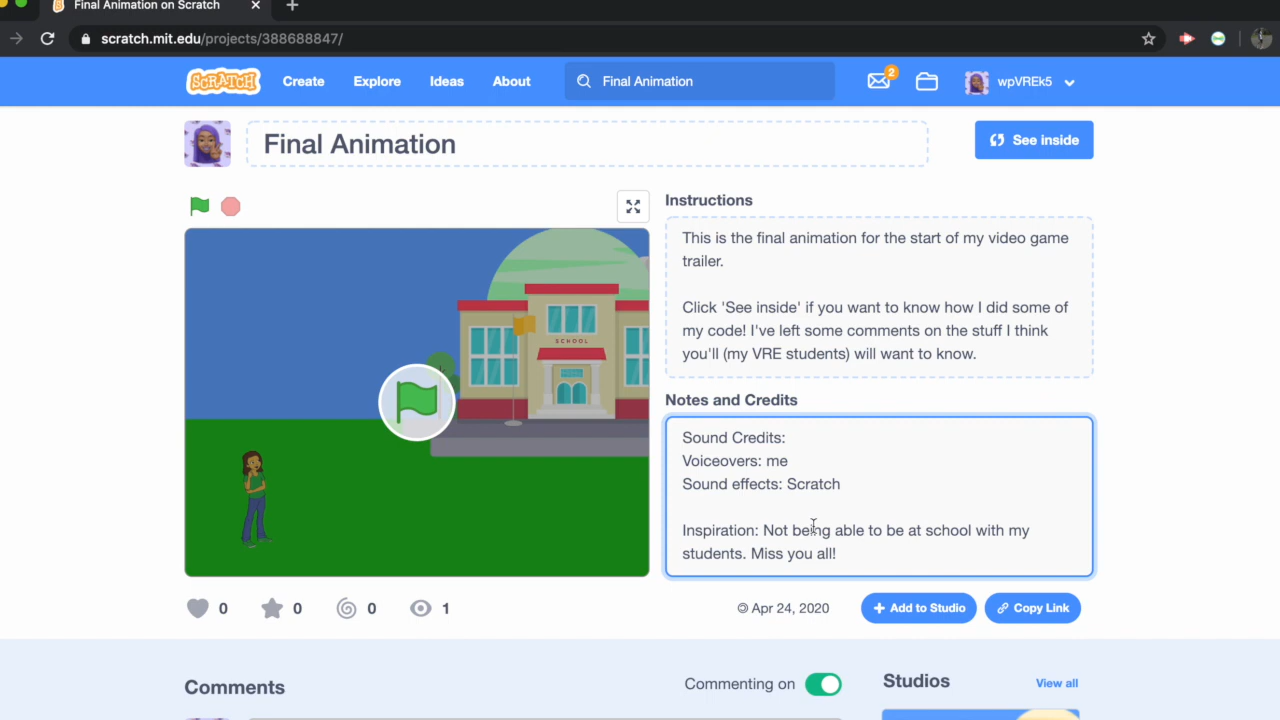 Final Animation on Scratch
scratch.mit.edu/projects/388688847/
SCRATCH
Create
Explore
Ideas
About
Final Animation
2
wpVREk5
Final Animation
See inside
Instructions
This is the final animation for the start of my video game
trailer.
Click 'See inside' if you want to know how I did some of
my code! I've left some comments on the stuff I think
you'll (my VRE students) will want to know.
SCHOOL
Notes and Credits
Sound Credits:
Voiceovers: me
Sound effects: Scratch
Inspiration: Not being able to be at school with my
students. Miss you all!
0
0
0
1
© Apr 24, 2020
Add to Studio
Copy Link
Comments
Commenting on
Studios
View all